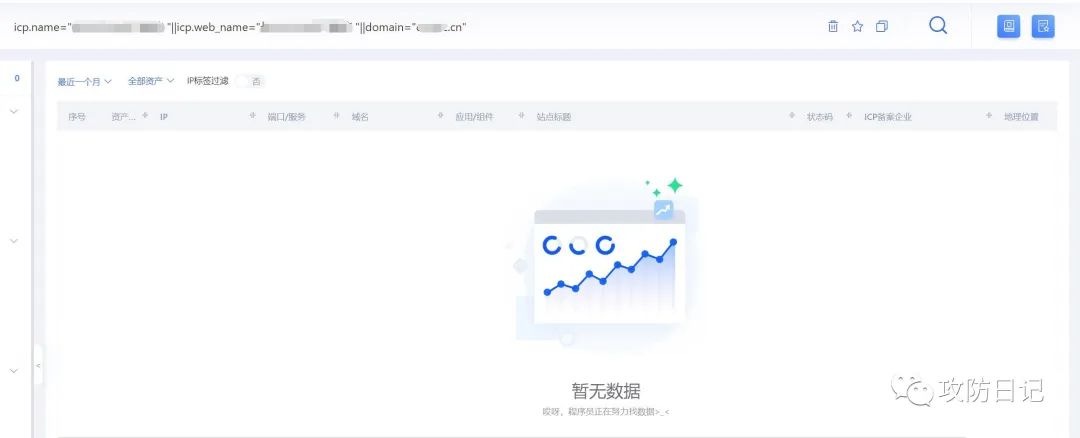 icp.name=" "||icp.web_name=" "||domain="c .cn"
0
最近一个月 全部资产 IP标签过滤 否
序号 资产... IP 端口/服务 域名 应用/组件 站点标题 状态码 ICP备案企业 地理位置
<
暂无数据
哎呀，程序员正在努力找数据>_<
攻防日记